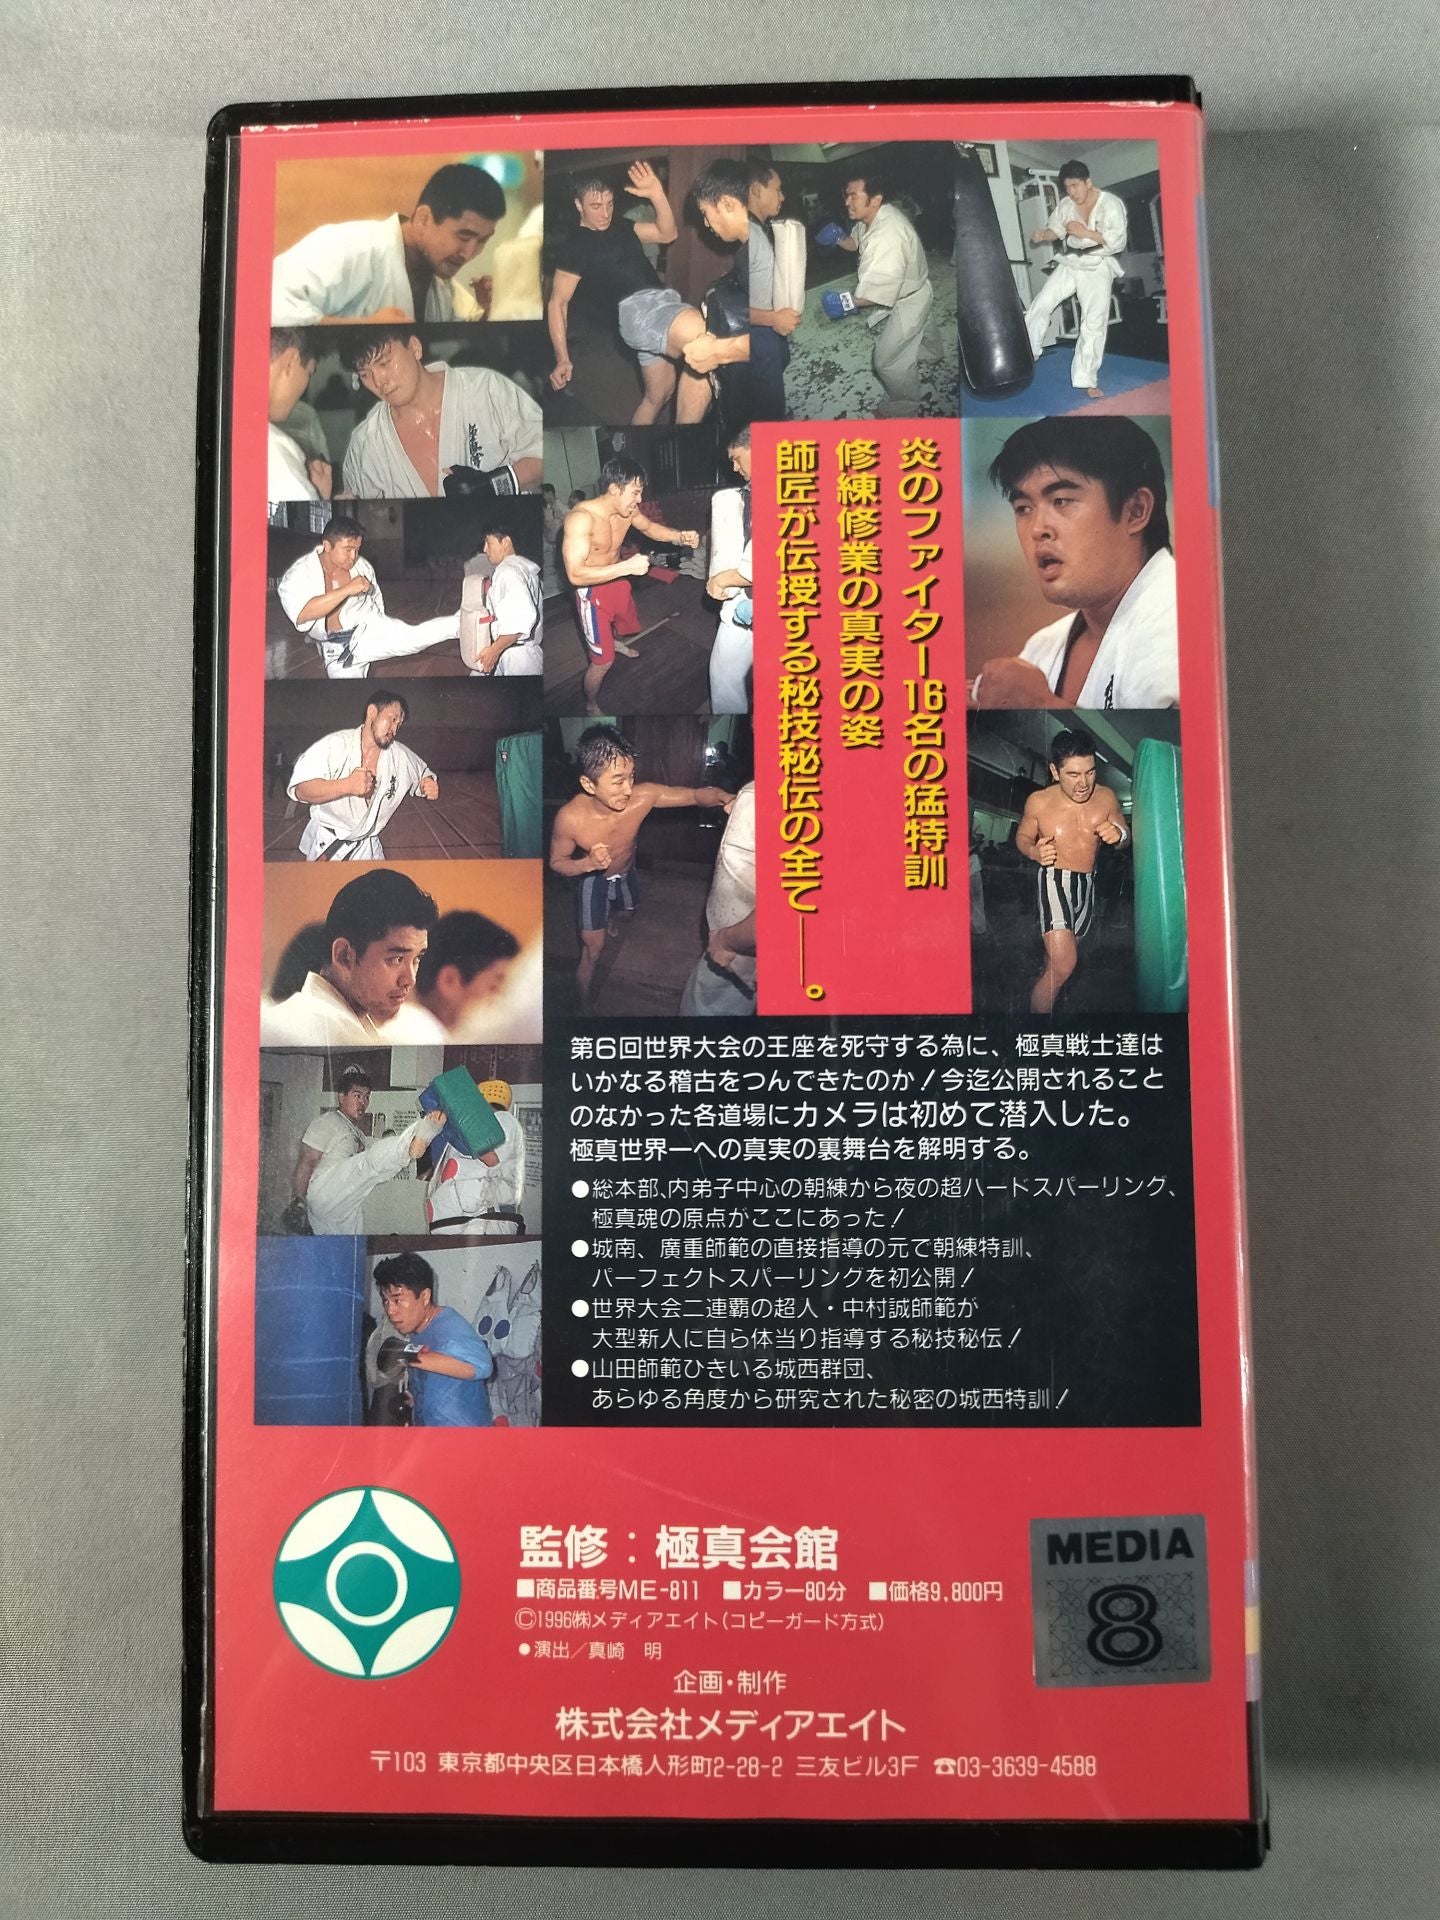 炎のファイター16名の猛特訓
修練修業の真実の姿
師匠が伝授する秘技秘伝の全て──。
第6回世界大会の王座を死守する為に、極真戦士達は
いかなる稽古をつんできたのか!今迄公開されること
のなかった各道場にカメラは初めて潜入した。
極真世界一への真実の裏舞台を解明する。
●総本部、内弟子中心の朝練から夜の超ハードスパーリング、
極真魂の原点がここにあった!
●城南、廣重師範の直接指導の元で朝練特訓、
パーフェクトスパーリングを初公開!
●世界大会二連覇の超人・中村誠師範が
大型新人に自ら体当り指導する秘技秘伝!
●山田師範ひきいる城西群団、
あらゆる角度から研究された秘密の城西特訓!
監修:極真会館
■商品番号ME-811 ■カラー80分 ■価格9,800円
©1996㈱メディアエイト(コピーガード方式)
●演出/真崎 明
企画・制作
株式会社メディアエイト
〒103 東京都中央区日本橋人形町2-28-2 三友ビル3F ☎03-3639-4588
MEDIA
8